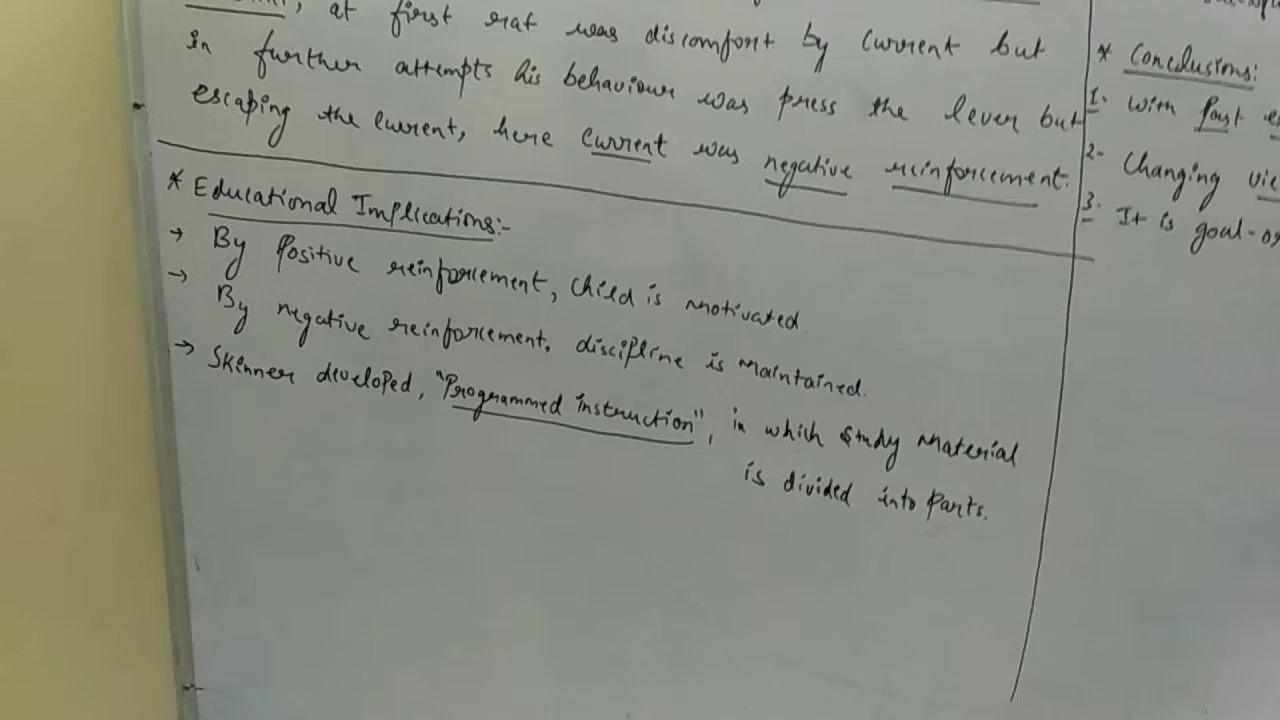 at first rat was discomfort by current but
in further attempts his behaviour was press the lever but
escaping the current, here current was negative reinforcement.
* Educational Implications:-
→ By Positive reinforcement, child is motivated
→ By negative reinforcement, discipline is maintained.
→ Skinner developed, "Programmed instruction", in which study material
is divided into parts.
* Conclusions:
1. With Past
2. Changing
3. It is goal-